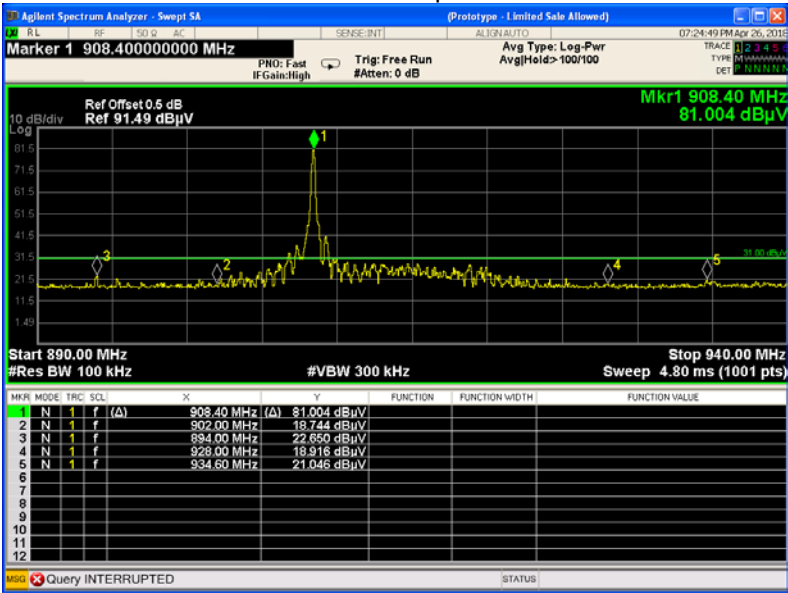 Agilent Spectrum Analyzer - Swept SA (Prototype - Limited Sale Allowed)
RL RF 50 Ω AC SENSE:INT ALIGN AUTO 07:24:49 PM Apr 26, 2018
Marker 1 908.400000000 MHz Avg Type: Log-Pwr TRACE 1 2 3 4 5 6
PNO: Fast Trig: Free Run Avg|Hold:>100/100 TYPE
IFGain:High #Atten: 0 dB DET P N N N N N
Mkr1 908.40 MHz
Ref Offset 0.5 dB
10 dB/div Ref 91.49 dBµV 81.004 dBµV
Log
1
81.5
71.5
61.5
51.5
41.5
31.5 3 2 4 5 31.00 dBµV
21.5
11.5
1.49
Start 890.00 MHz Stop 940.00 MHz
#Res BW 100 kHz #VBW 300 kHz Sweep 4.80 ms (1001 pts)
MKR MODE TRC SCL X Y FUNCTION FUNCTION WIDTH FUNCTION VALUE
1 N 1 f (Δ) 908.40 MHz (Δ) 81.004 dBµV
2 N 1 f 902.00 MHz 18.744 dBµV
3 N 1 f 894.00 MHz 22.650 dBµV
4 N 1 f 928.00 MHz 18.916 dBµV
5 N 1 f 934.60 MHz 21.046 dBµV
6
7
8
9
10
11
12
MSG Query INTERRUPTED STATUS